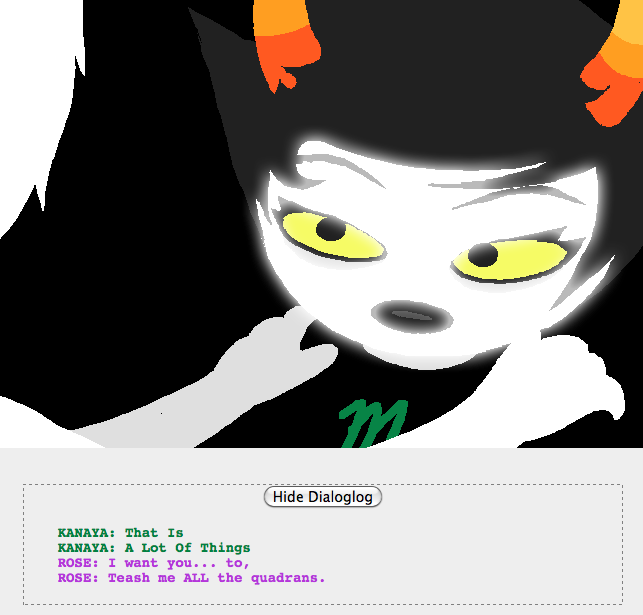 ♍
Hide Dialoglog
KANAYA: That Is
KANAYA: A Lot Of Things
ROSE: I want you... to,
ROSE: Teash me ALL the quadrans.